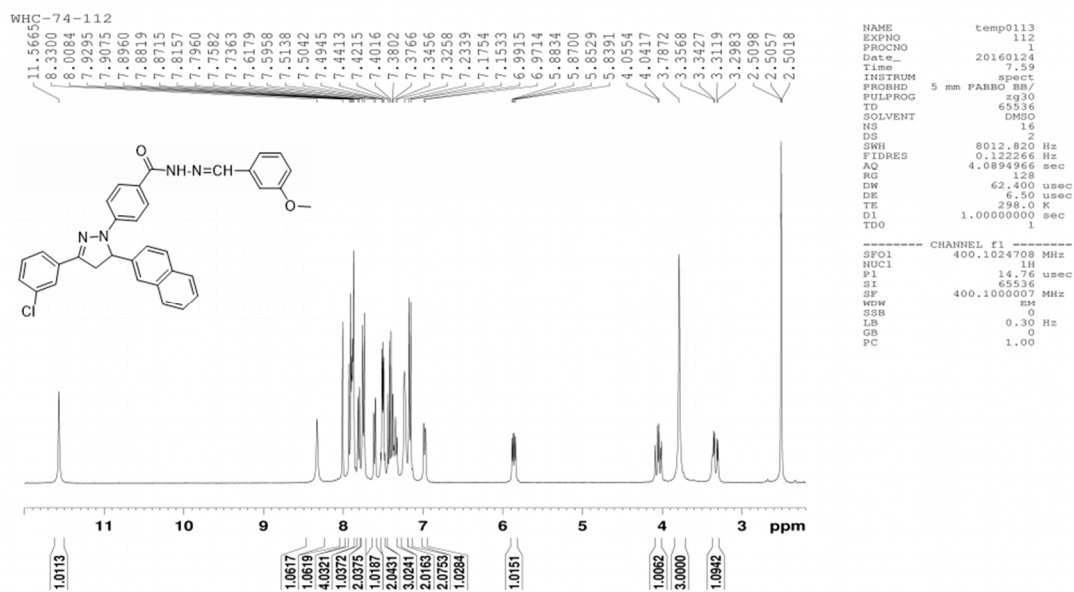 WHC-74-112
11.5665
8.3300
8.0084
7.9295
7.9075
7.8960
7.8819
7.8715
7.8157
7.7960
7.7582
7.7363
7.6179
7.5958
7.5138
7.5042
7.4945
7.4413
7.4215
7.4016
7.3802
7.3766
7.3456
7.3258
7.2339
7.1754
7.1533
6.9915
6.9714
5.8834
5.8700
5.8529
5.8391
4.0554
4.0417
3.7872
3.3568
3.3427
3.3119
3.2983
2.5098
2.5057
2.5018
NAME temp0113
EXPNO 112
PROCNO 1
Date_ 20160124
Time 7.59
INSTRUM spect
PROBHD 5 mm PABBO BB/
PULPROG zg30
TD 65536
SOLVENT DMSO
NS 16
DS 2
SWH 8012.820 Hz
FIDRES 0.122266 Hz
AQ 4.0894966 sec
RG 128
DW 62.400 usec
DE 6.50 usec
TE 298.0 K
D1 1.00000000 sec
TD0 1
======== CHANNEL f1 ========
SFO1 400.1024708 MHz
NUC1 1H
P1 14.76 usec
SI 65536
SF 400.1000007 MHz
WDW EM
SSB 0
LB 0.30 Hz
GB 0
PC 1.00
O
NH-N=CH
O
N N
Cl
11 10 9 8 7 6 5 4 3 ppm
1.0113
1.0617
1.0619
4.0321
1.0372
2.0375
1.0187
2.0431
3.0241
2.0163
2.0753
1.0284
1.0151
1.0062
3.0000
1.0942